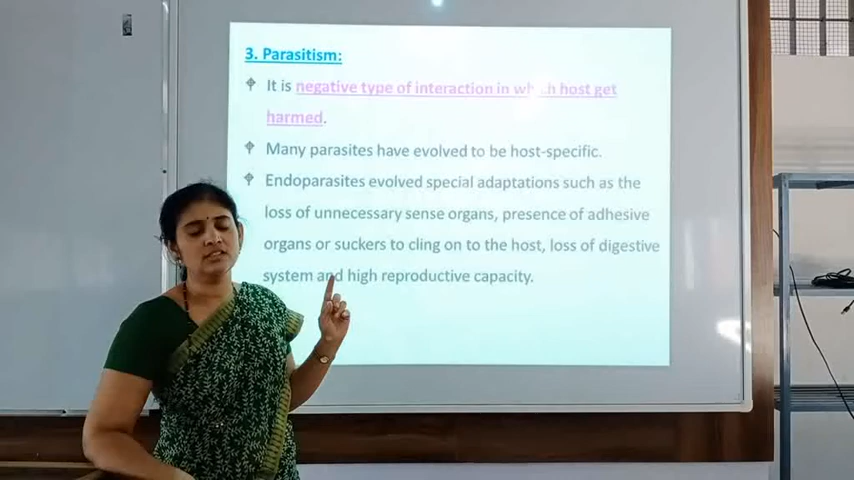 3. Parasitism:
It is negative type of interaction in which host get
harmed.
Many parasites have evolved to be host-specific.
Endoparasites evolved special adaptations such as the
loss of unnecessary sense organs, presence of adhesive
organs or suckers to cling on to the host, loss of digestive
system and high reproductive capacity.